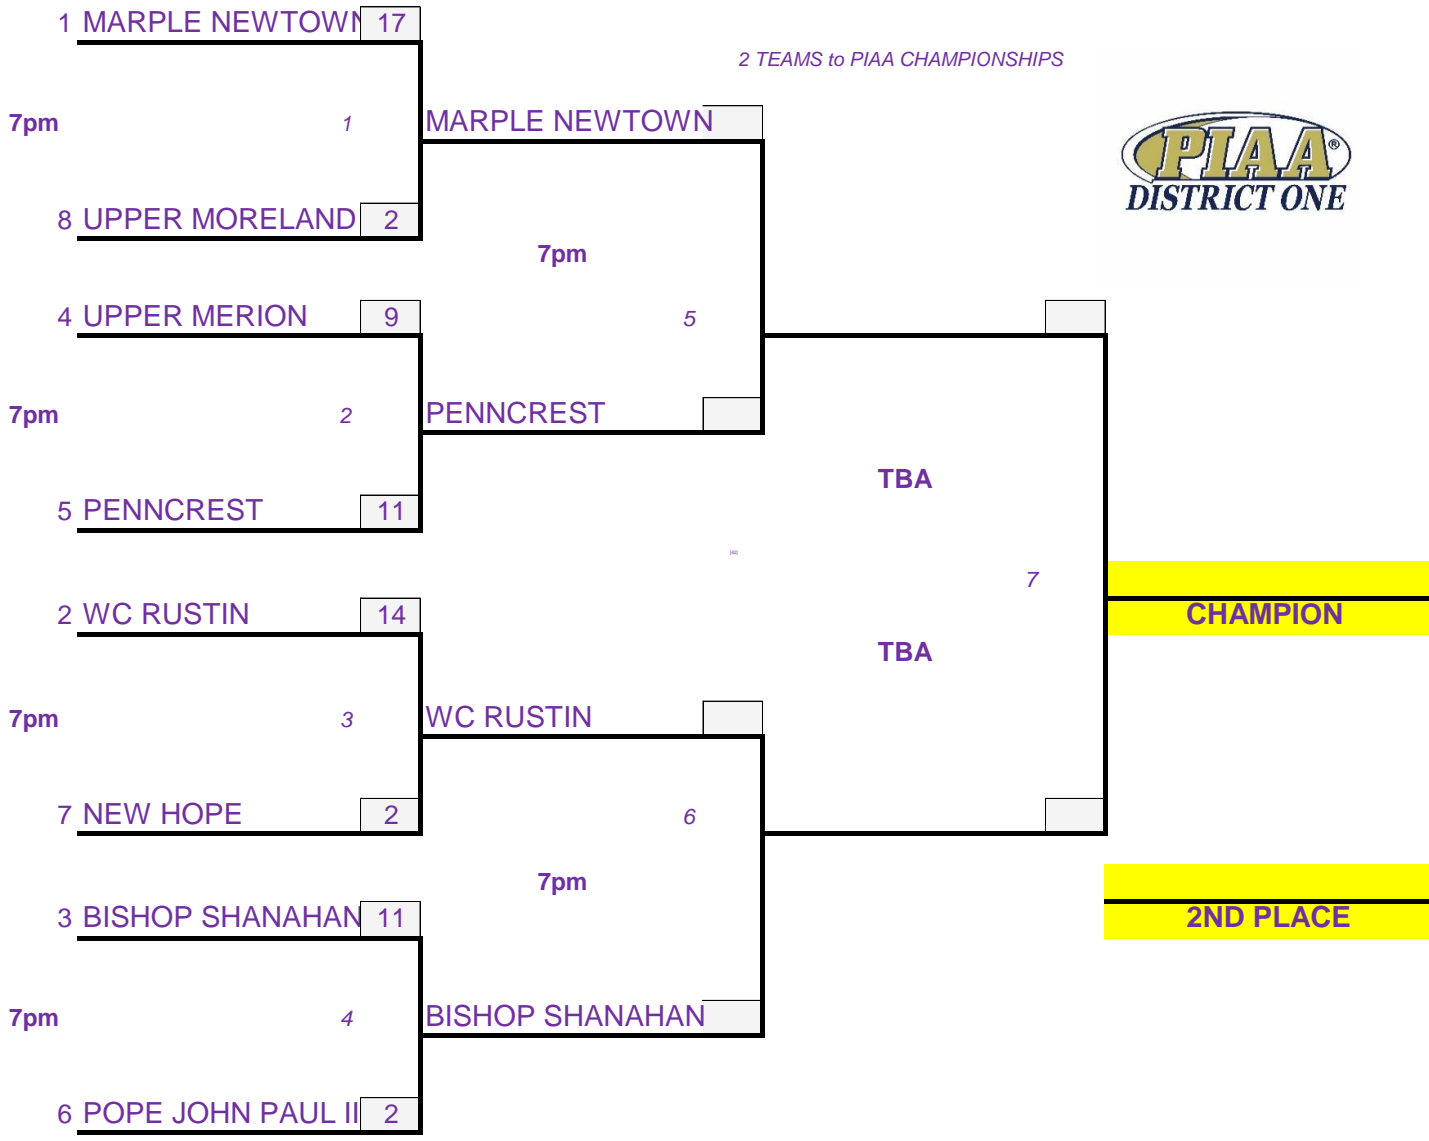 1 MARPLE NEWTOWN 17
2 TEAMS to PIAA CHAMPIONSHIPS
7pm 1 MARPLE NEWTOWN
PIAA®
DISTRICT ONE
8 UPPER MORELAND 2
7pm
4 UPPER MERION 9
5
7pm 2 PENNCREST
TBA
5 PENNCREST 11
7
2 WC RUSTIN 14
CHAMPION
TBA
7pm 3 WC RUSTIN
7 NEW HOPE 2
6
7pm
3 BISHOP SHANAHAN 11
2ND PLACE
7pm 4 BISHOP SHANAHAN
6 POPE JOHN PAUL II 2